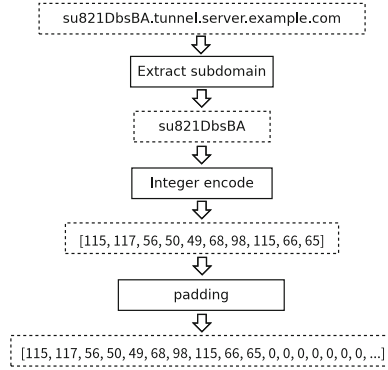 su821DbsBA.tunnel.server.example.com
Extract subdomain
su821DbsBA
Integer encode
[115, 117, 56, 50, 49, 68, 98, 115, 66, 65]
padding
[115, 117, 56, 50, 49, 68, 98, 115, 66, 65, 0, 0, 0, 0, 0, 0, 0, ...]